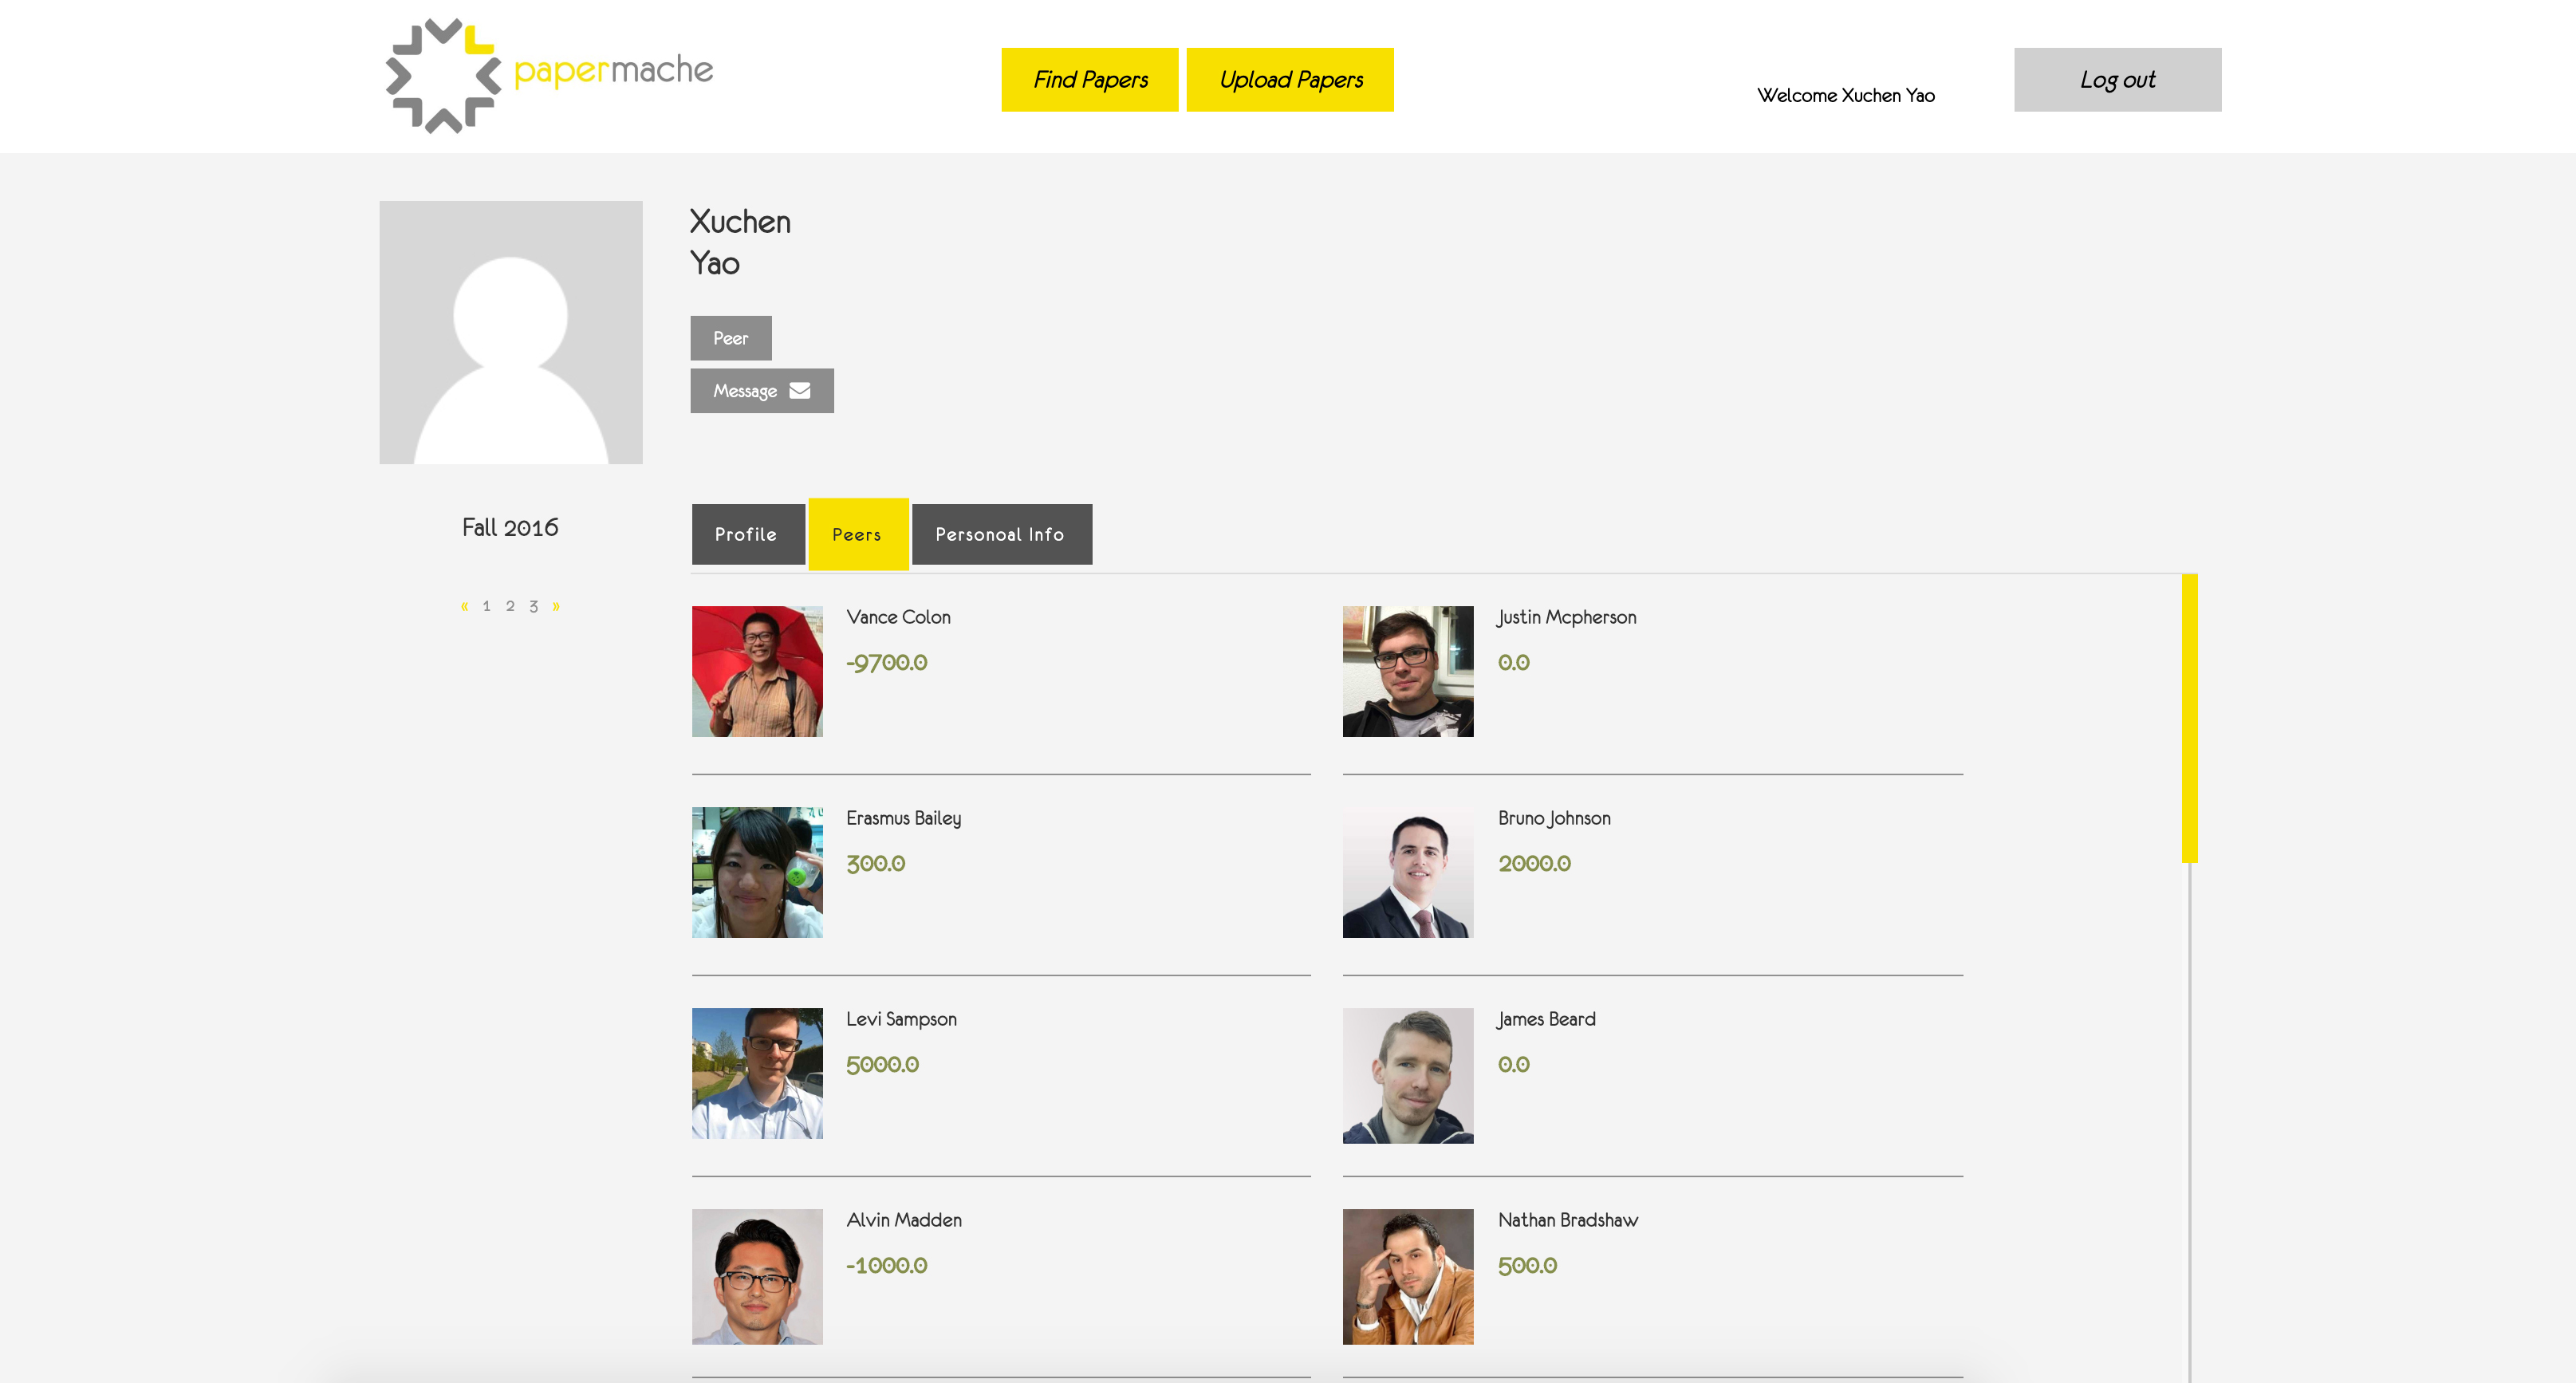 papermache
Find Papers
Upload Papers
Welcome Xuchen Yao
Log out
Xuchen
Yao
Peer
Message
Fall 2016
« 1 2 3 »
Profile
Peers
Personoal Info
Vance Colon
-9700.0
Justin Mcpherson
0.0
Erasmus Bailey
300.0
Bruno Johnson
2000.0
Levi Sampson
5000.0
James Beard
0.0
Alvin Madden
-1000.0
Nathan Bradshaw
500.0